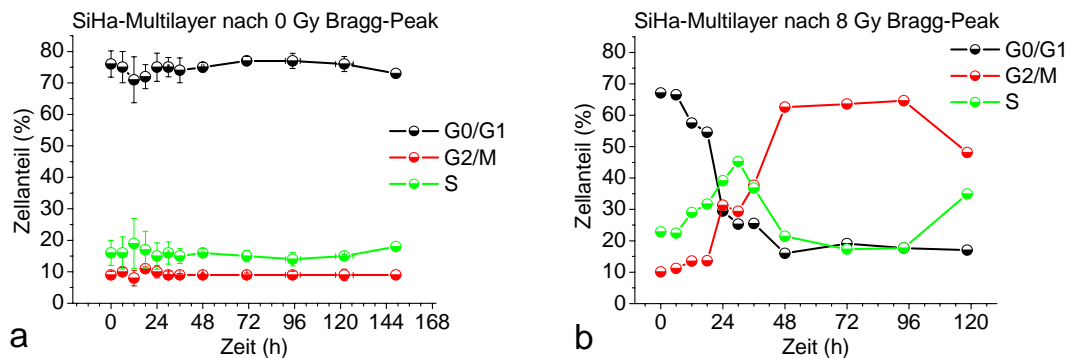 SiHa-Multilayer nach 0 Gy Bragg-Peak
80
70
60
50
40
30
20
10
0
Zellanteil (%)
G0/G1
G2/M
S
0 24 48 72 96 120 144 168
Zeit (h)
a
SiHa-Multilayer nach 8 Gy Bragg-Peak
80
70
60
50
40
30
20
10
0
Zellanteil (%)
G0/G1
G2/M
S
0 24 48 72 96 120
Zeit (h)
b